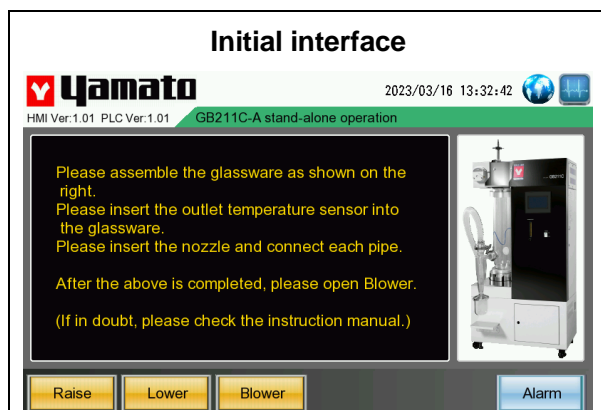 Initial interface
Yamato
2023/03/16 13:32:42
HMI Ver:1.01 PLC Ver:1.01
GB211C-A stand-alone operation
Please assemble the glassware as shown on the
right.
Please insert the outlet temperature sensor into
the glassware.
Please insert the nozzle and connect each pipe.
After the above is completed, please open Blower.
(If in doubt, please check the instruction manual.)
Raise
Lower
Blower
Alarm